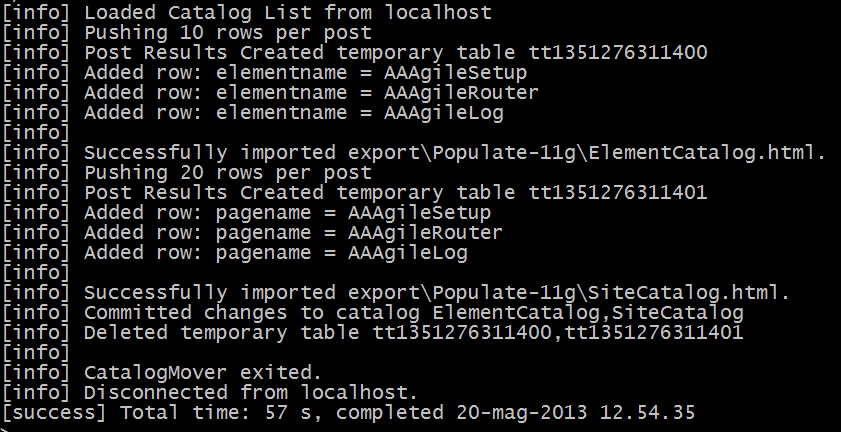 [info] Loaded Catalog List from localhost
[info] Pushing 10 rows per post
[info] Post Results Created temporary table tt1351276311400
[info] Added row: elementname = AAAgileSetup
[info] Added row: elementname = AAAgileRouter
[info] Added row: elementname = AAAgileLog
[info]
[info] Successfully imported export\Populate-11g\ElementCatalog.html.
[info] Pushing 20 rows per post
[info] Post Results Created temporary table tt1351276311401
[info] Added row: pagename = AAAgileSetup
[info] Added row: pagename = AAAgileRouter
[info] Added row: pagename = AAAgileLog
[info]
[info] Successfully imported export\Populate-11g\SiteCatalog.html.
[info] Committed changes to catalog ElementCatalog,SiteCatalog
[info] Deleted temporary table tt1351276311400,tt1351276311401
[info]
[info] CatalogMover exited.
[info] Disconnected from localhost.
[success] Total time: 57 s, completed 20-mag-2013 12.54.35